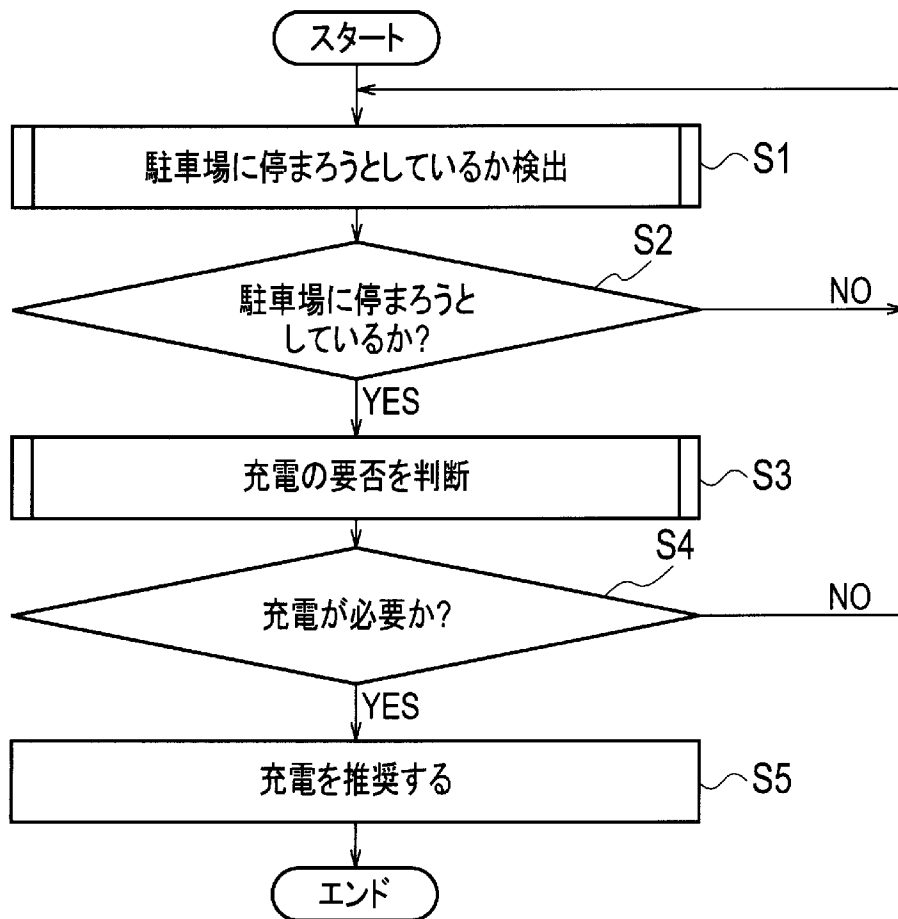 スタート
駐車場に停まろうとしているか検出
S1
S2
駐車場に停まろうと
しているか?
NO
YES
充電の要否を判断
S3
S4
充電が必要か?
NO
YES
充電を推奨する
S5
エンド